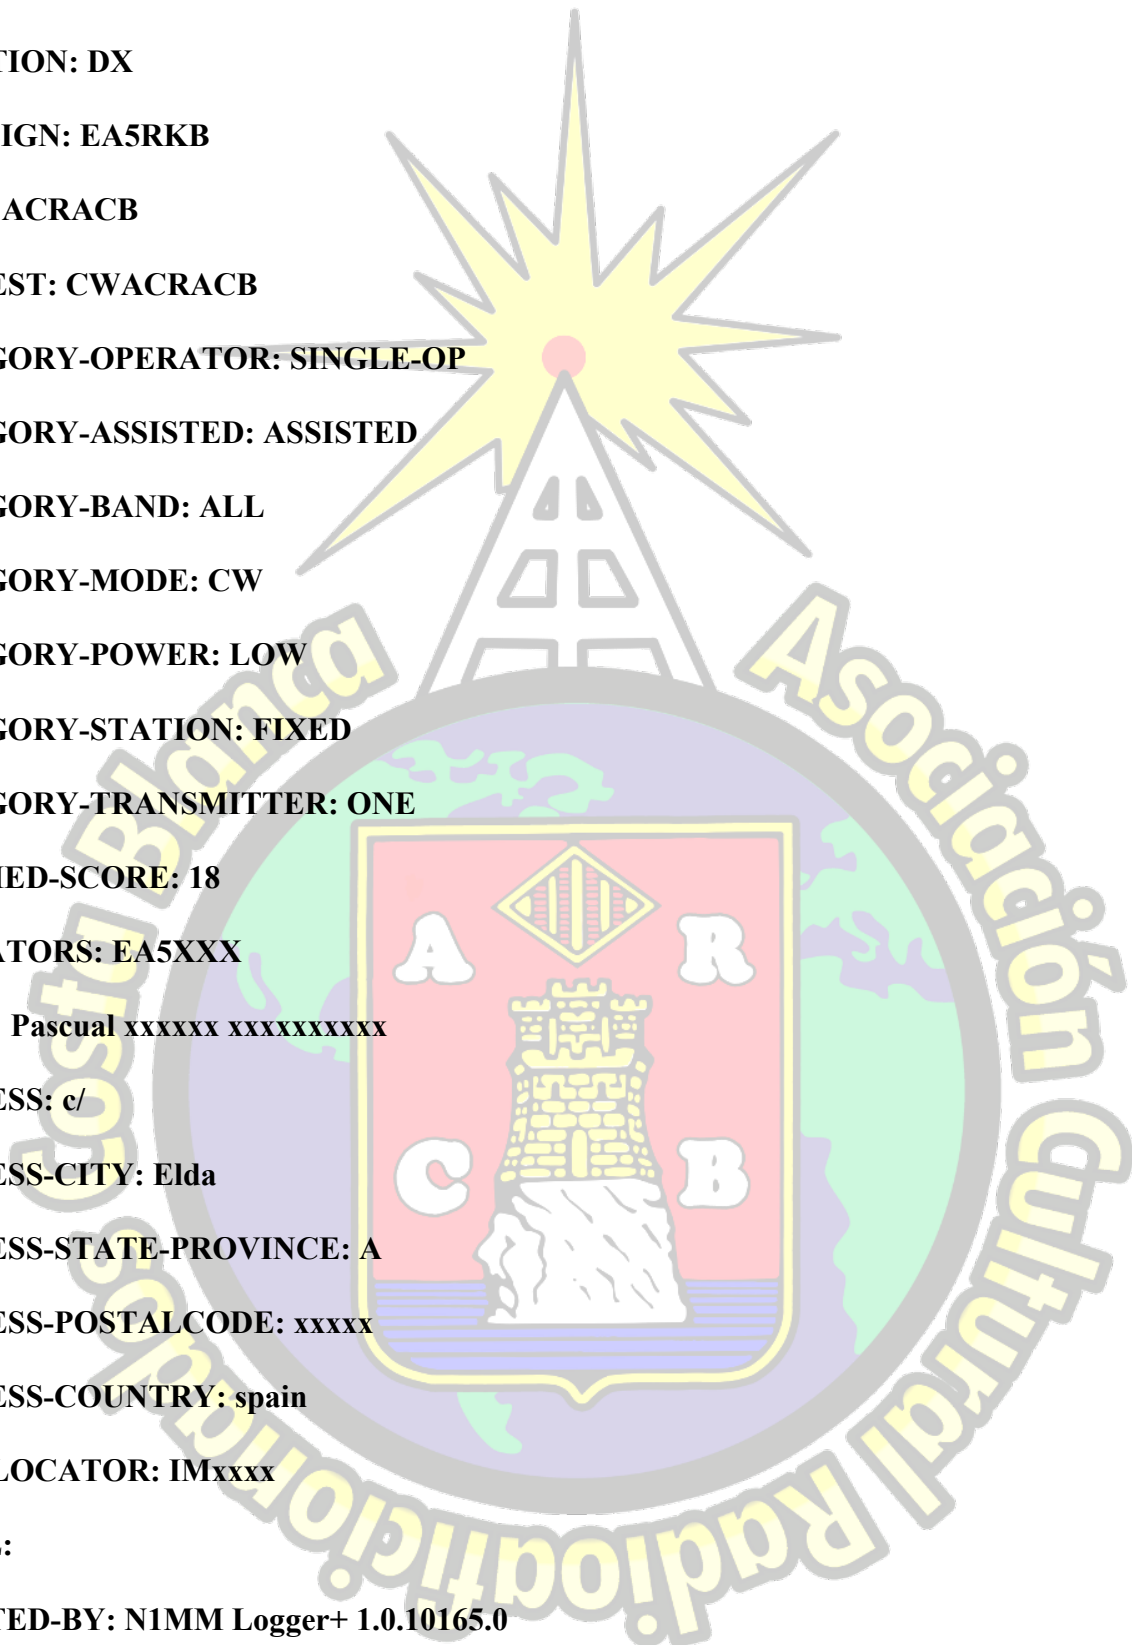 TION: DX
IGN: EA5RKB
ACRACB
EST: CWACRACB
GORY-OPERATOR: SINGLE-OP
GORY-ASSISTED: ASSISTED
GORY-BAND: ALL
GORY-MODE: CW
GORY-POWER: LOW
GORY-STATION: FIXED
GORY-TRANSMITTER: ONE
MED-SCORE: 18
ATORS: EA5XXX
Pascual xxxxxx xxxxxxxxxx
ESS: c/
ESS-CITY: Elda
ESS-STATE-PROVINCE: A
ESS-POSTALCODE: xxxxx
ESS-COUNTRY: spain
LOCATOR: IMxxxx
:
TED-BY: N1MM Logger+ 1.0.10165.0
Asociación Cultural Radioaficionados Costa Blanca
A R
C B